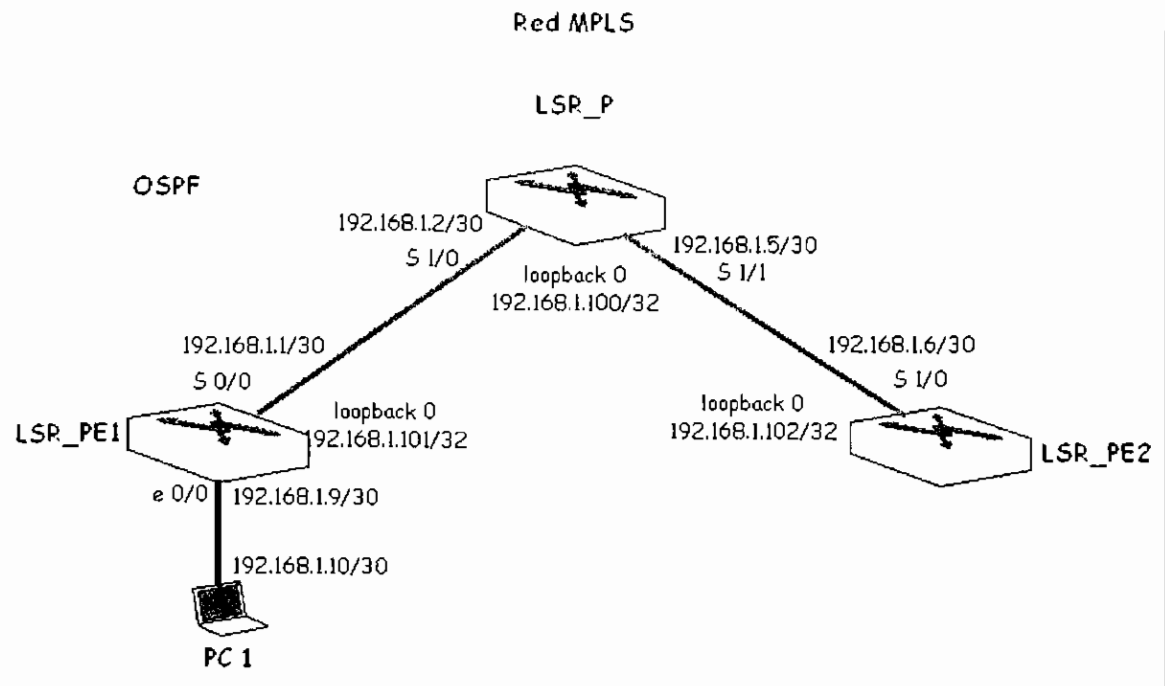 Red MPLS
LSR_P
OSPF
192.168.1.2/30
S 1/0
192.168.1.5/30
S 1/1
loopback 0
192.168.1.100/32
192.168.1.1/30
S 0/0
192.168.1.6/30
S 1/0
loopback 0
192.168.1.101/32
loopback 0
192.168.1.102/32
LSR_PE1
LSR_PE2
e 0/0
192.168.1.9/30
192.168.1.10/30
PC 1